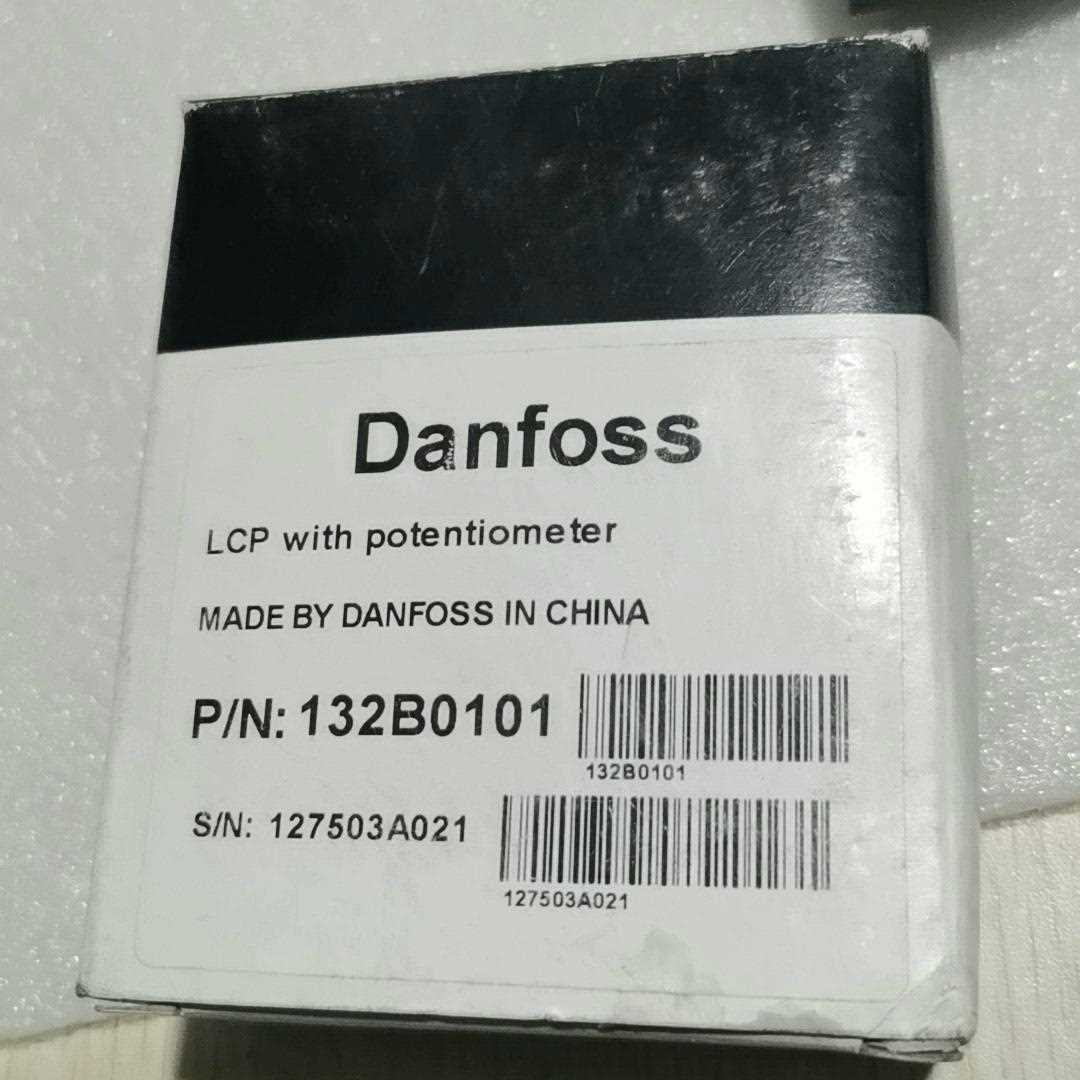 Danfoss
LCP with potentiometer
MADE BY DANFOSS IN CHINA
P/N: 132B0101
132B0101
S/N: 127503A021
127503A021